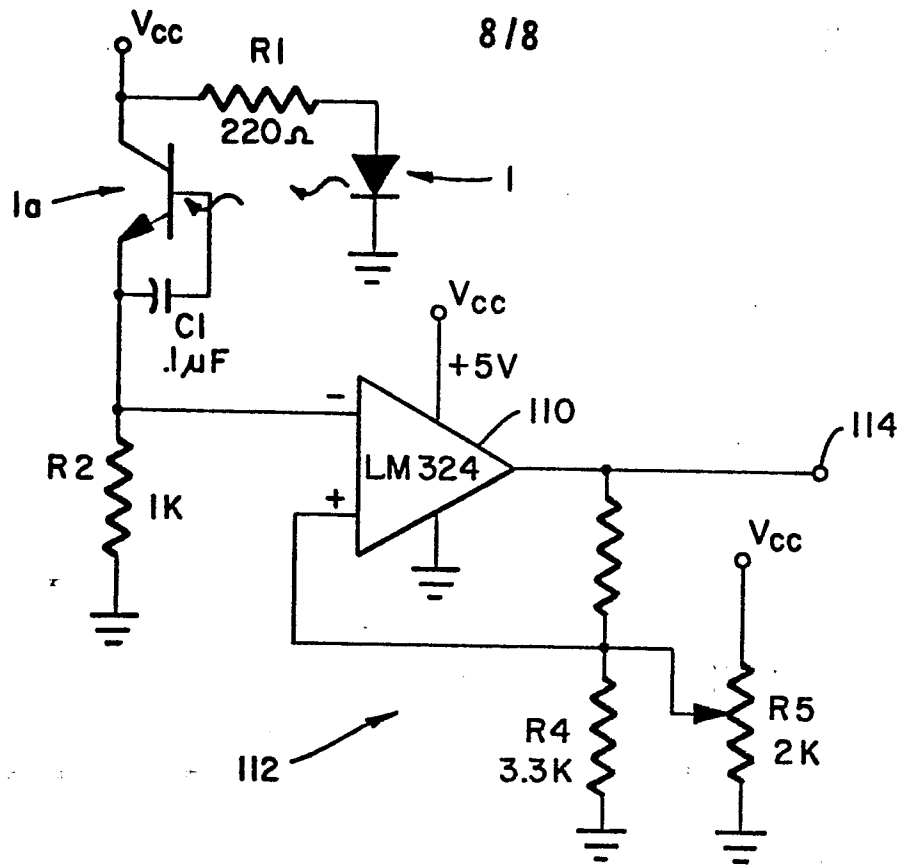 8/8
Vcc
R1
220Ω
1a
1
C1
.1µF
Vcc
+5V
110
-
LM324
+
114
R2
1K
Vcc
R4
3.3K
R5
2K
112